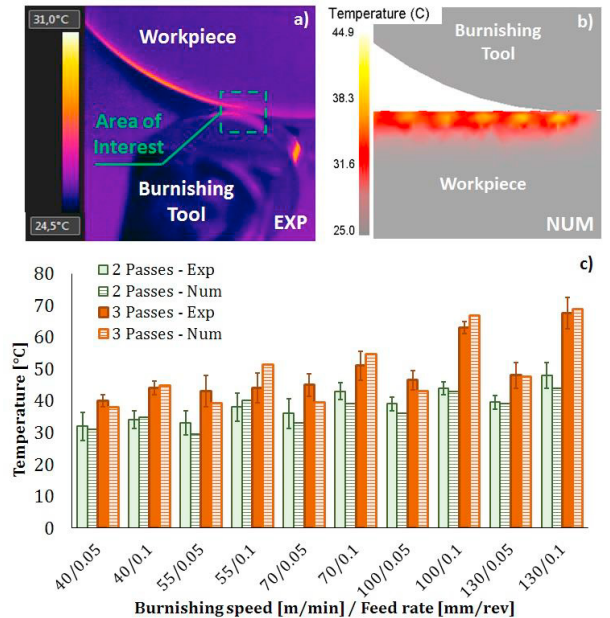 31,0°C
Workpiece
a)
Area of
Interest
Burnishing
Tool
EXP
24,5°C
Temperature (C)
44.9
38.3
31.6
25.0
b)
Burnishing
Tool
Workpiece
NUM
c)
2 Passes - Exp
2 Passes - Num
3 Passes - Exp
3 Passes - Num
Temperature [°C]
80
70
60
50
40
30
20
10
0
40/0.05
40/0.1
55/0.05
55/0.1
70/0.05
70/0.1
100/0.05
100/0.1
130/0.05
130/0.1
Burnishing speed [m/min] / Feed rate [mm/rev]